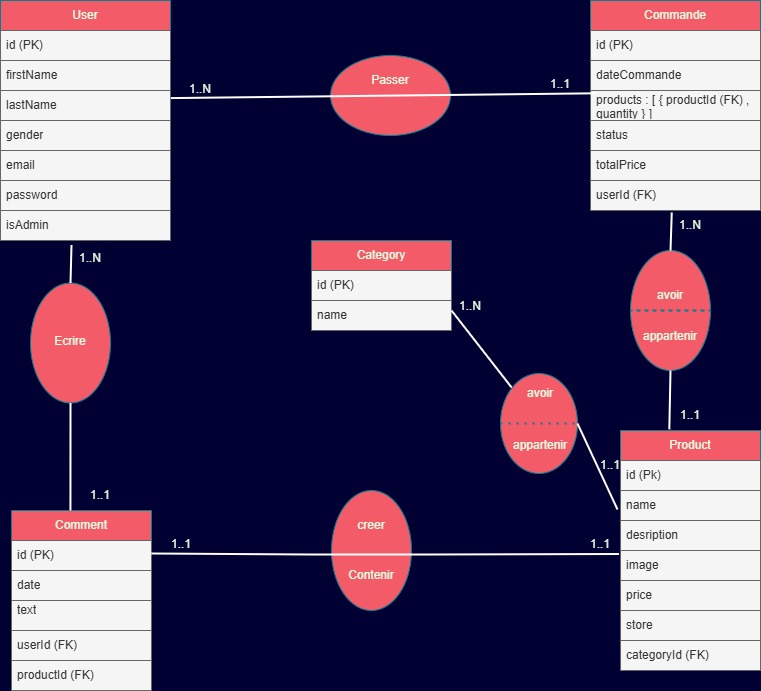 User
id (PK)
firstName
lastName
gender
email
password
isAdmin
1..N
Passer
1..1
Commande
id (PK)
dateCommande
products : [ { productId (FK) ,
quantity } ]
status
totalPrice
userId (FK)
1..N
Ecrire
1..1
Category
id (PK)
name
1..N
avoir
appartenir
1..1
1..N
avoir
appartenir
1..1
Product
id (Pk)
name
desription
image
price
store
categoryId (FK)
Comment
id (PK)
date
text
userId (FK)
productId (FK)
1..1
creer
Contenir
1..1